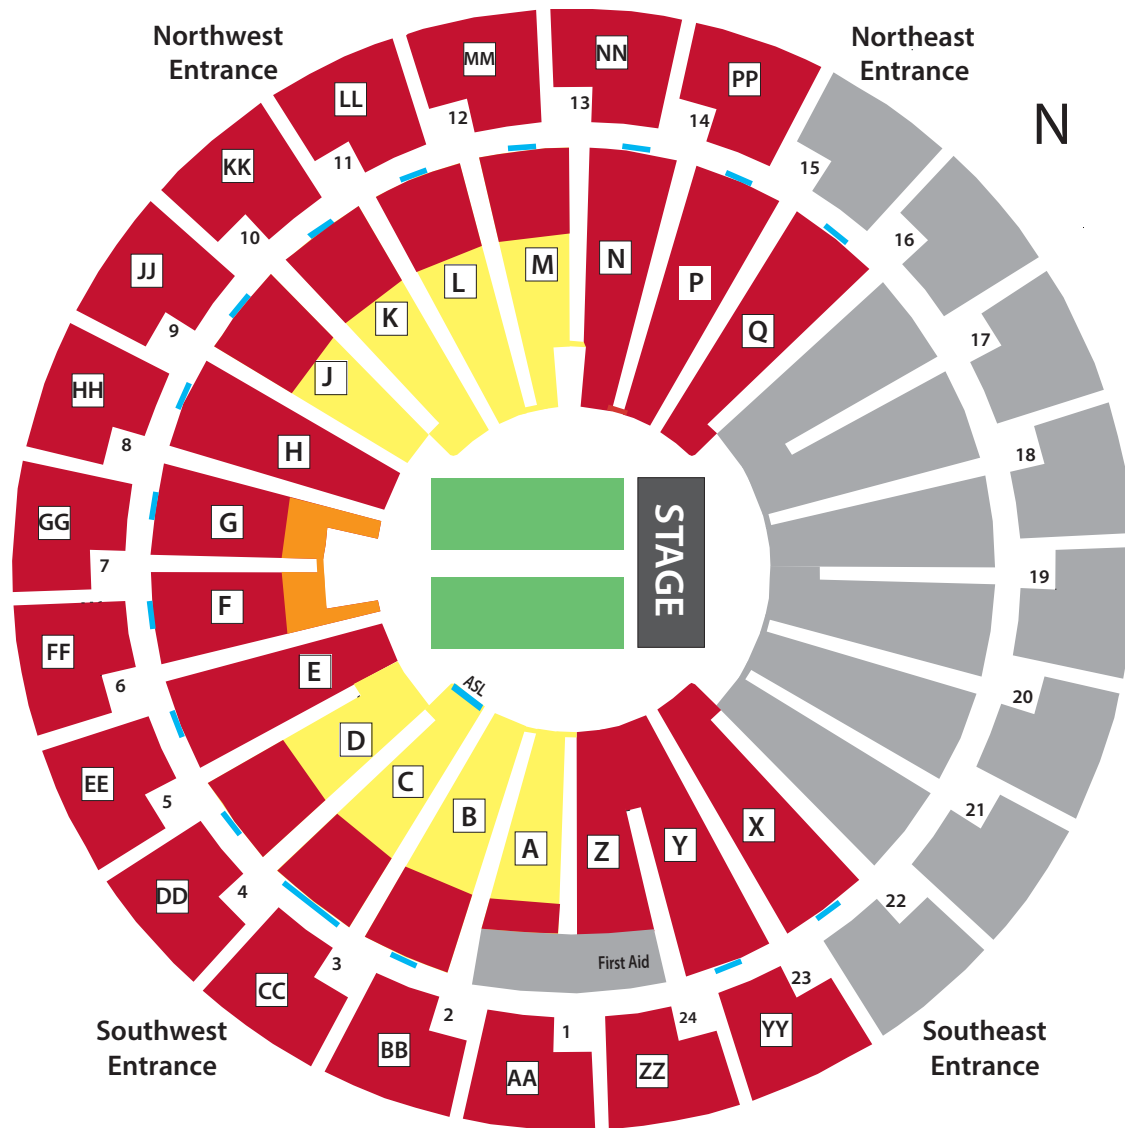 Northwest
Entrance
Northeast
Entrance
N
MM
NN
PP
LL
KK
JJ
HH
GG
FF
EE
DD
CC
BB
AA
ZZ
YY
12
13
14
11
15
10
16
9
17
8
18
7
19
6
20
5
21
4
22
3
23
2
1
24
N
M
L
P
K
Q
J
H
G
F
E
D
C
B
A
Z
Y
X
STAGE
ASL
First Aid
Southwest
Entrance
Southeast
Entrance